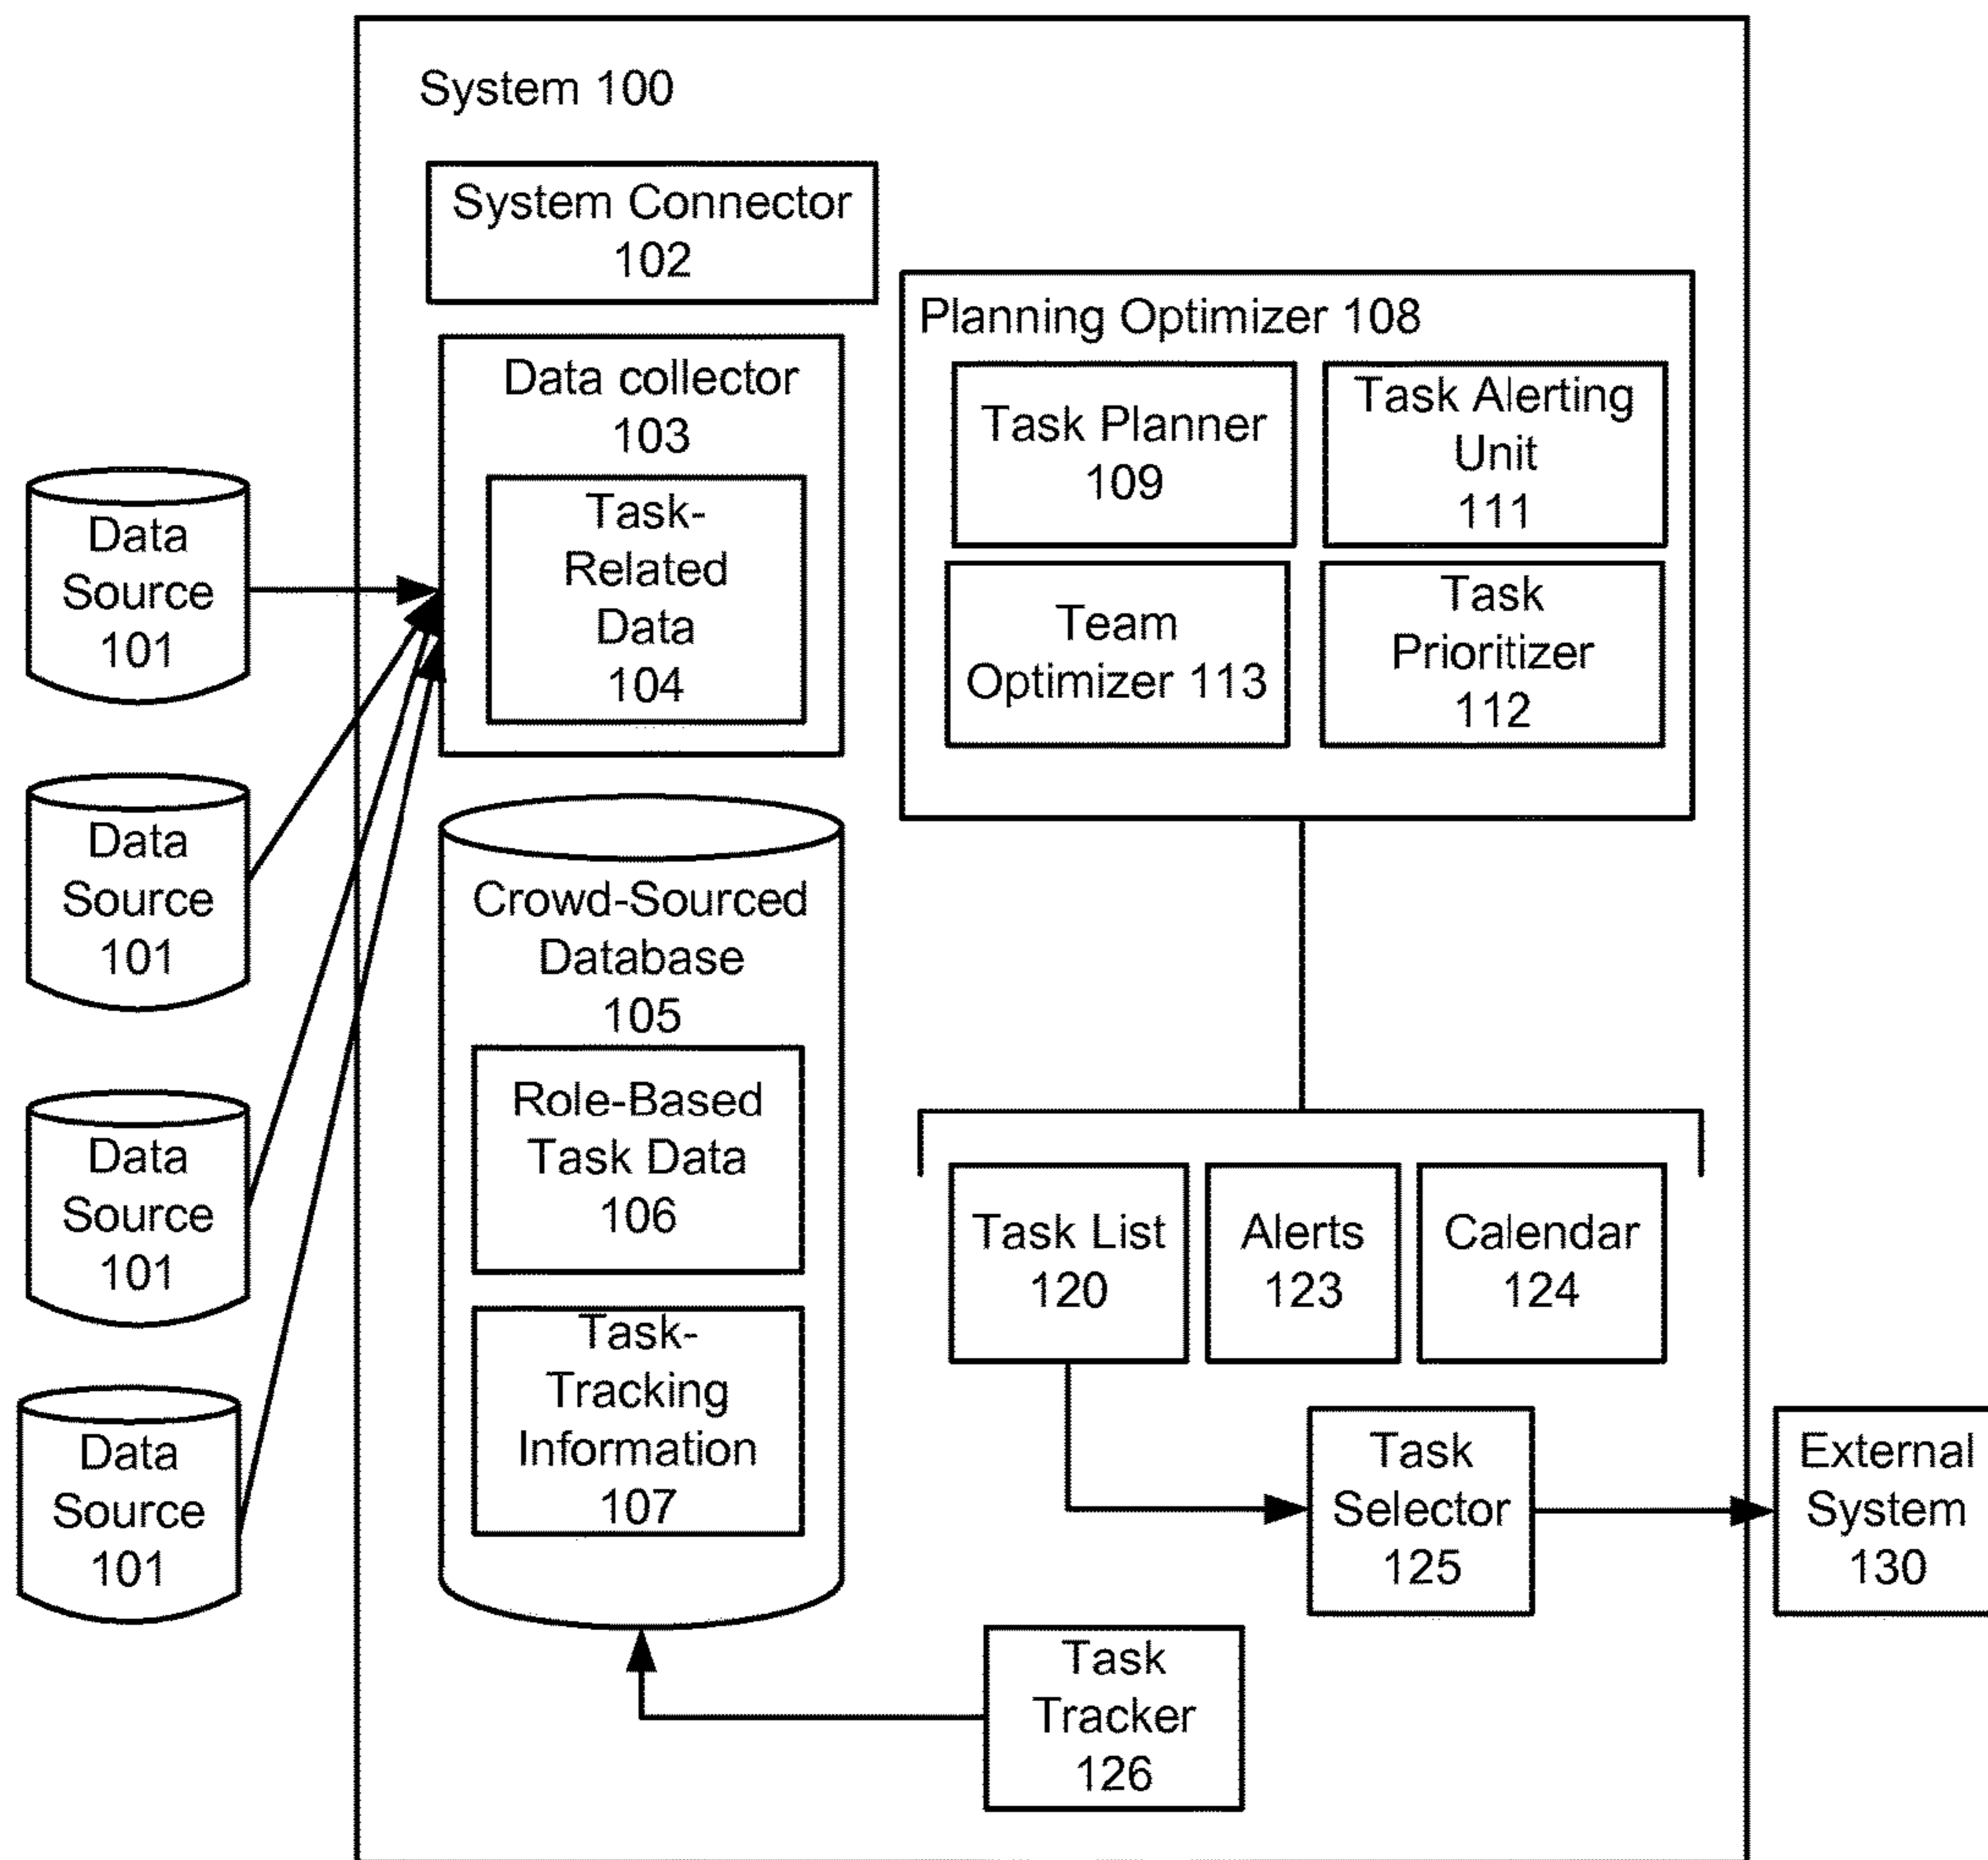 System 100
System Connector
102
Data collector
103
Task-
Related
Data
104
Data
Source
101
Data
Source
101
Data
Source
101
Data
Source
101
Crowd-Sourced
Database
105
Role-Based
Task Data
106
Task-
Tracking
Information
107
Planning Optimizer 108
Task Planner
109
Task Alerting
Unit
111
Team
Optimizer 113
Task
Prioritizer
112
Task List
120
Alerts
123
Calendar
124
Task
Selector
125
External
System
130
Task
Tracker
126